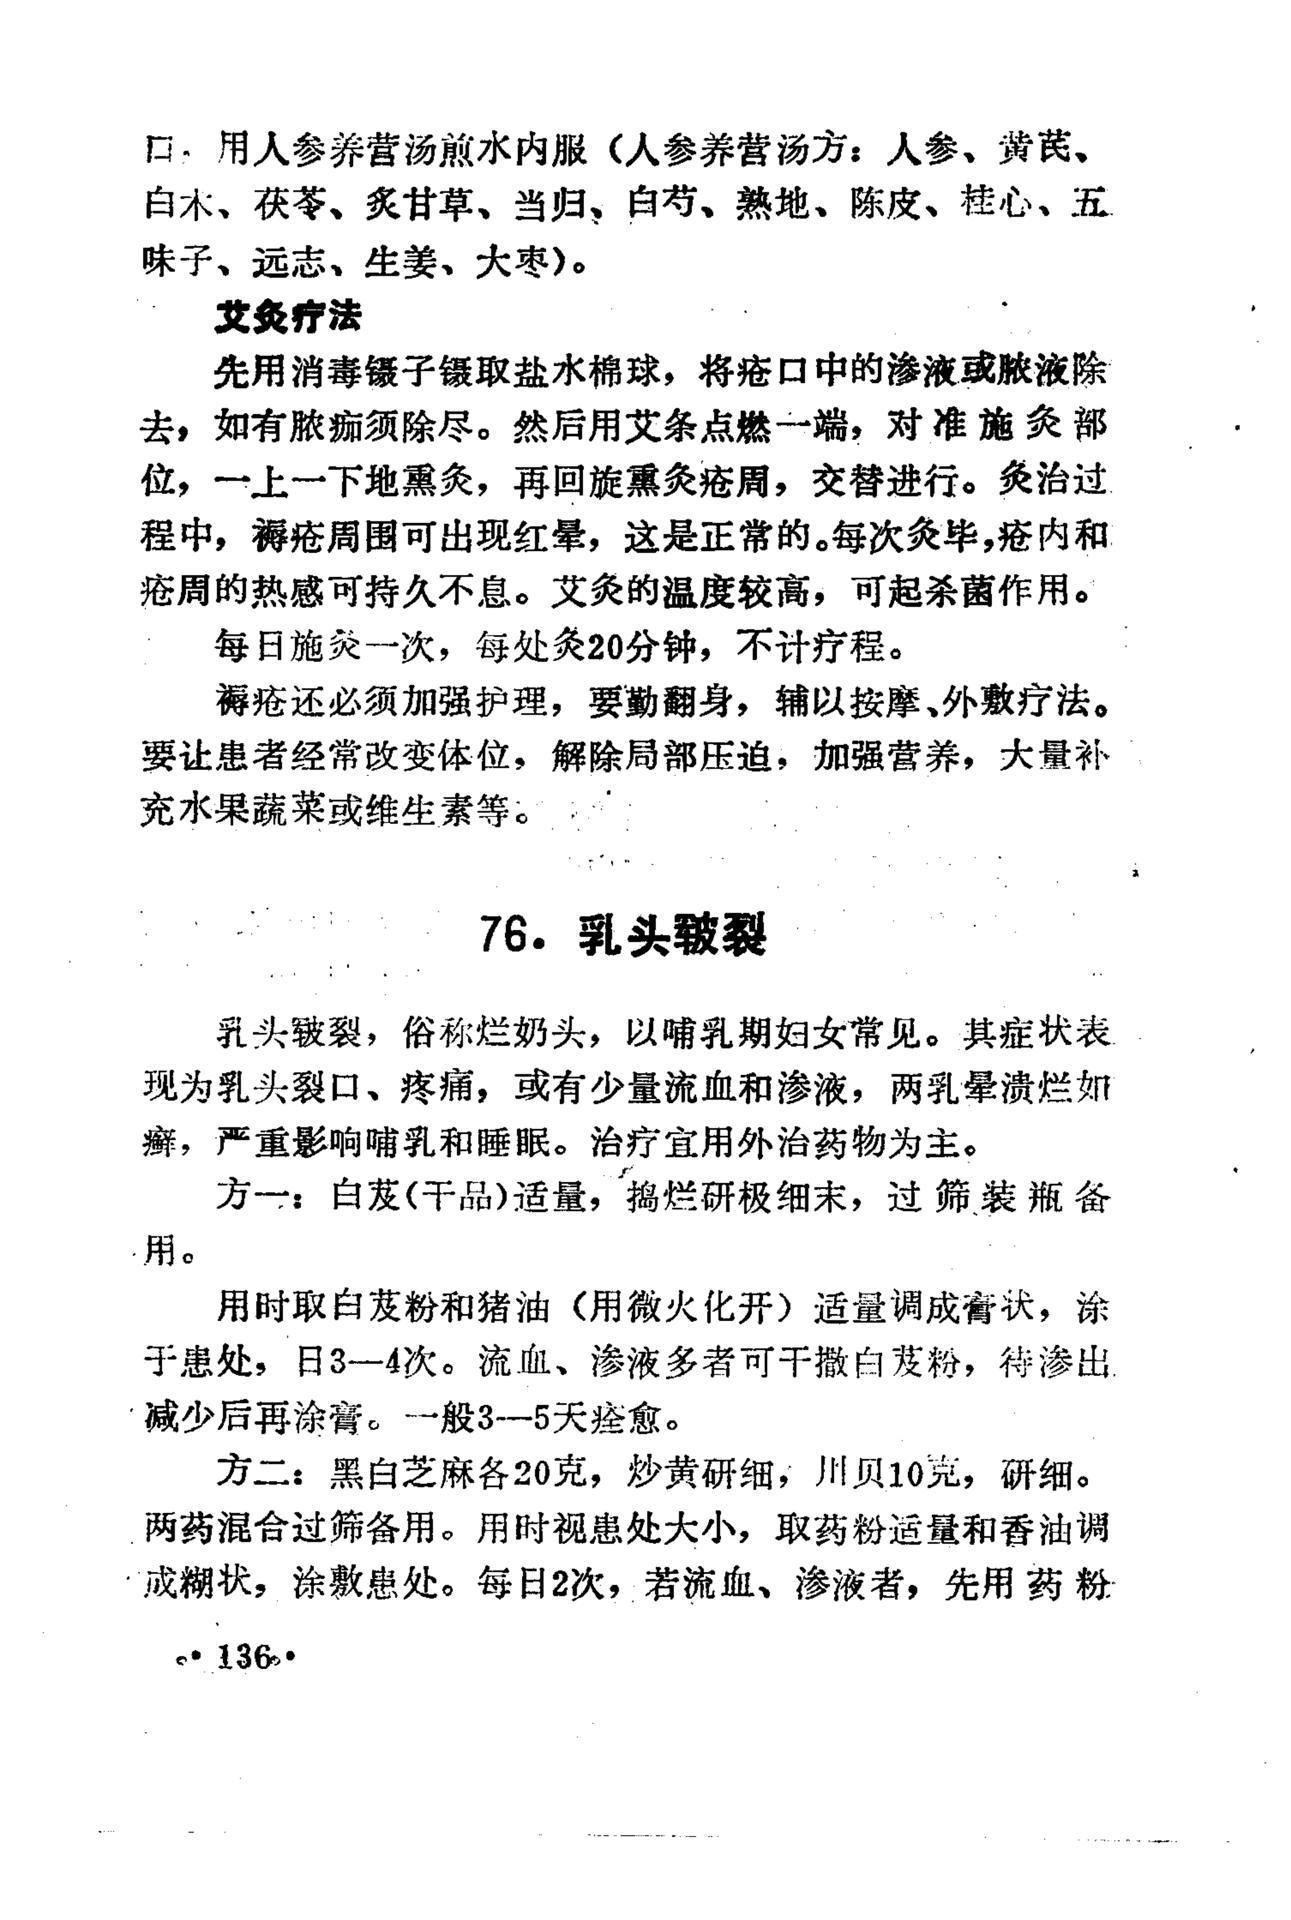 口．用人参养营汤煎水内服（人参养营汤方：人参、黄芪、
白木、茯苓、炙甘草、当归、白芍、熟地、陈皮、桂心、五
味子、远志、生姜、大枣）。
艾灸疗法
先用消毒镊子镊取盐水棉球，将疮口中的渗液或脓液除
去，如有脓痂须除尽。然后用艾条点燃一端，对准施灸部
位，一上一下地熏灸，再回旋熏灸疮周，交替进行。灸治过
程中，褥疮周围可出现红晕，这是正常的。每次灸毕，疮内和
疮周的热感可持久不息。艾灸的温度较高，可起杀菌作用。
每日施灸一次，每处灸20分钟，不计疗程。
褥疮还必须加强护理，要勤翻身，辅以按摩、外敷疗法。
要让患者经常改变体位，解除局部压迫，加强营养，大量补
充水果蔬菜或维生素等。
76．乳头皲裂
乳头皲裂，俗称烂奶头，以哺乳期妇女常见。其症状表
现为乳头裂口、疼痛，或有少量流血和渗液，两乳晕溃烂如
癣，严重影响哺乳和睡眠。治疗宜用外治药物为主。
方一：白芨（干品）适量，捣烂研极细末，过筛装瓶备
用。
用时取白芨粉和猪油（用微火化开）适量调成膏状，涂
于患处，日3—4次。流血、渗液多者可干撒白芨粉，待渗出
减少后再涂膏。一般3—5天痊愈。
方二：黑白芝麻各20克，炒黄研细，川贝10克，研细。
两药混合过筛备用。用时视患处大小，取药粉适量和香油调
成糊状，涂敷患处。每日2次，若流血、渗液者，先用药粉
• 136 •